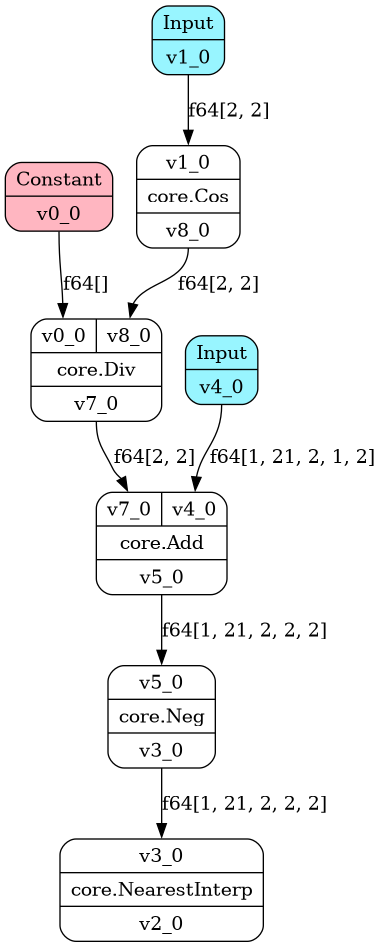 Input
v1_0
f64[2, 2]
v1_0
core.Cos
v8_0
Constant
v0_0
f64[]
f64[2, 2]
v0_0 v8_0
core.Div
v7_0
Input
v4_0
f64[2, 2]
f64[1, 21, 2, 1, 2]
v7_0 v4_0
core.Add
v5_0
f64[1, 21, 2, 2, 2]
v5_0
core.Neg
v3_0
f64[1, 21, 2, 2, 2]
v3_0
core.NearestInterp
v2_0